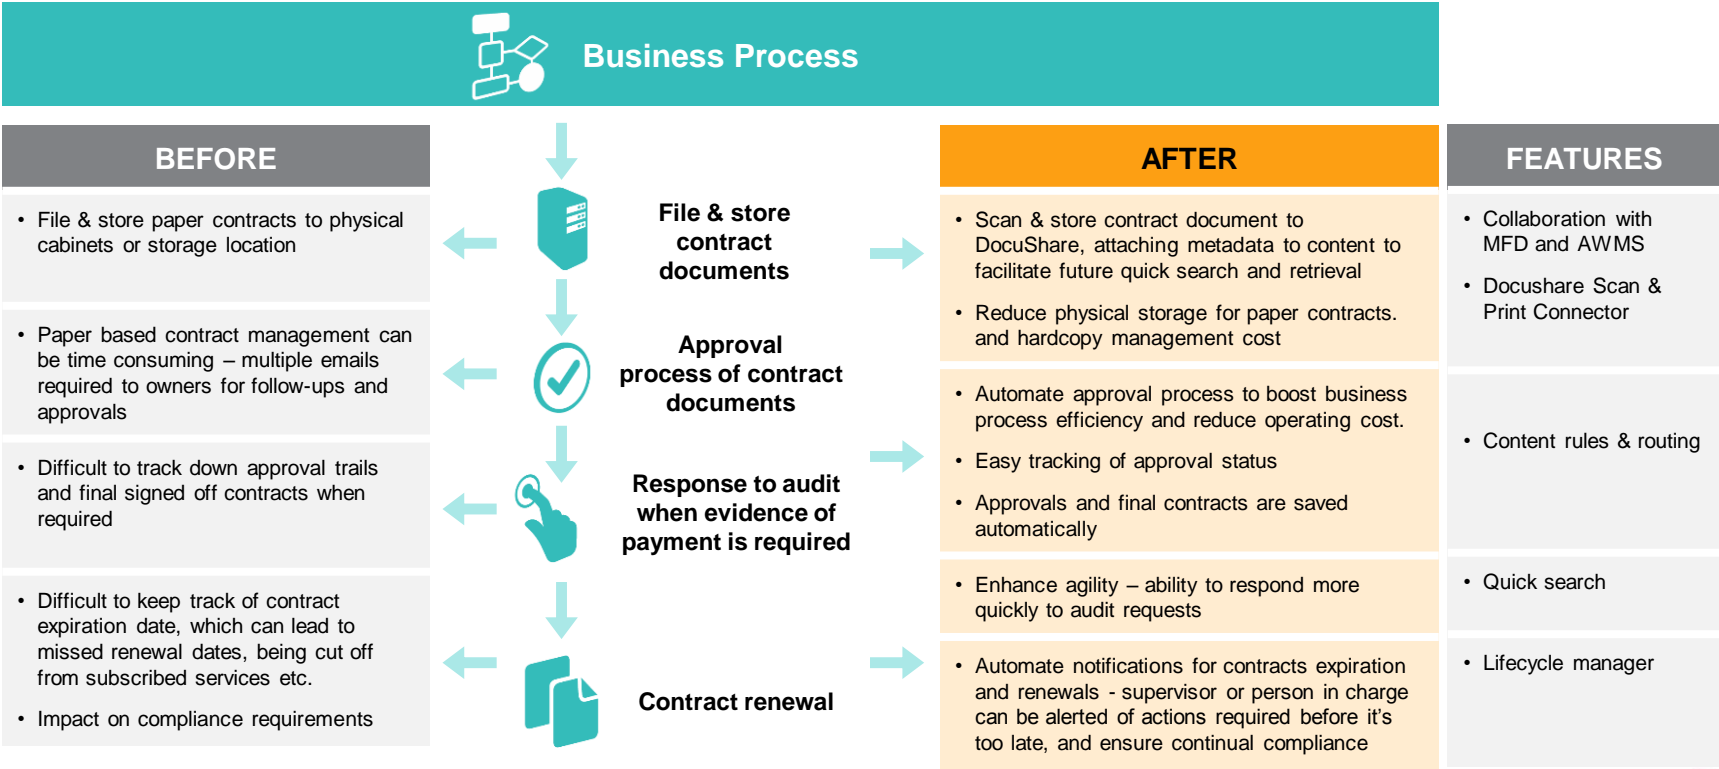 Business Process
BEFORE
• File & store paper contracts to physical
cabinets or storage location
• Paper based contract management can
be time consuming – multiple emails
required to owners for follow-ups and
approvals
• Difficult to track down approval trails
and final signed off contracts when
required
• Difficult to keep track of contract
expiration date, which can lead to
missed renewal dates, being cut off
from subscribed services etc.
• Impact on compliance requirements
File & store
contract
documents
Approval
process of contract
documents
Response to audit
when evidence of
payment is required
Contract renewal
AFTER
• Scan & store contract document to
DocuShare, attaching metadata to content to
facilitate future quick search and retrieval
• Reduce physical storage for paper contracts.
and hardcopy management cost
• Automate approval process to boost business
process efficiency and reduce operating cost.
• Easy tracking of approval status
• Approvals and final contracts are saved
automatically
• Enhance agility – ability to respond more
quickly to audit requests
• Automate notifications for contracts expiration
and renewals - supervisor or person in charge
can be alerted of actions required before it's
too late, and ensure continual compliance
FEATURES
• Collaboration with
MFD and AWMS
• Docushare Scan &
Print Connector
• Content rules & routing
• Quick search
• Lifecycle manager